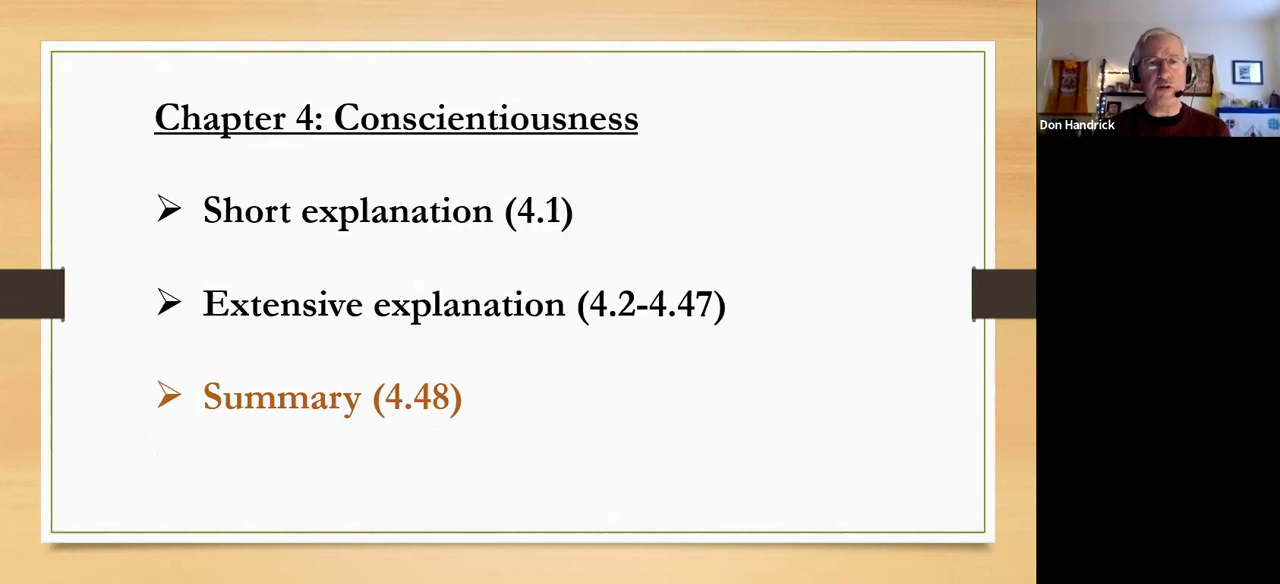 Chapter 4: Conscientiousness
Short explanation (4.1)
Extensive explanation (4.2-4.47)
Summary (4.48)
Don Handrick